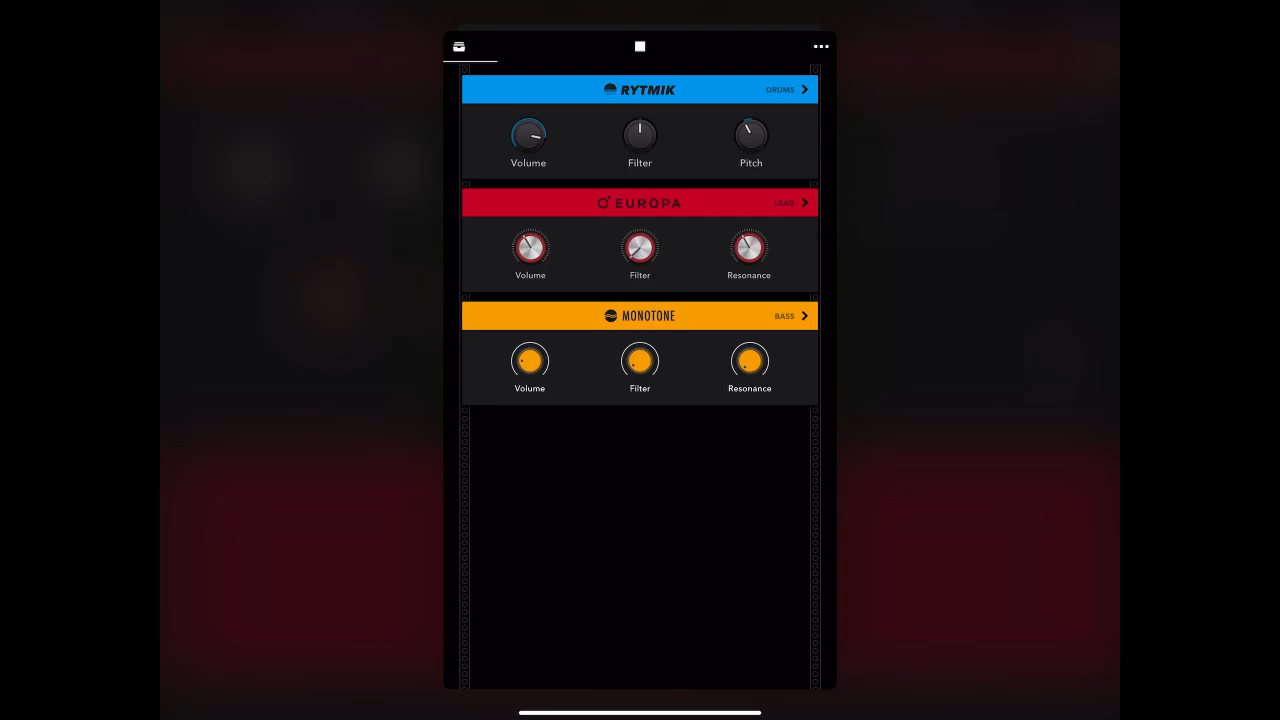 RYTMIK
DRUMS
Volume Filter Pitch
EUROPA
LEAD
Volume Filter Resonance
MONOTONE
BASS
Volume Filter Resonance